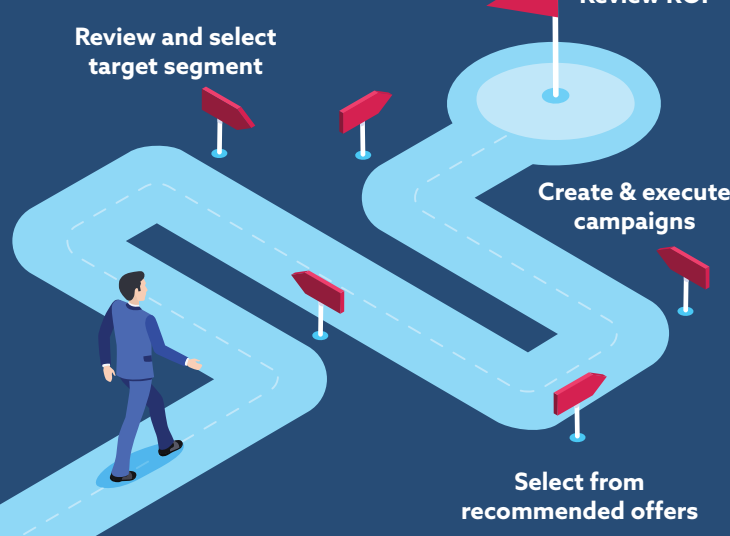 Review ROI
Review and select
target segment
Create & execute
campaigns
Select from
recommended offers